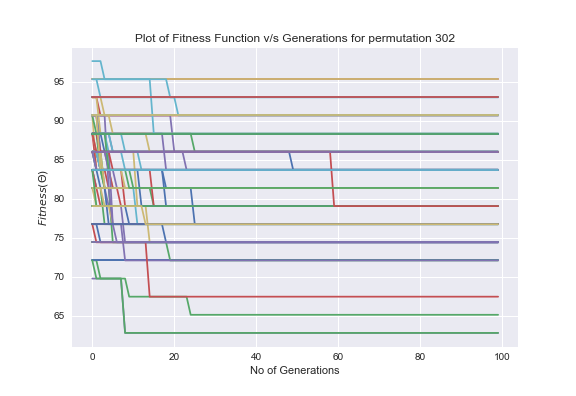 Plot of Fitness Function v/s Generations for permutation 302
Fitness(Θ)
95
90
85
80
75
70
65
0 20 40 60 80 100
No of Generations